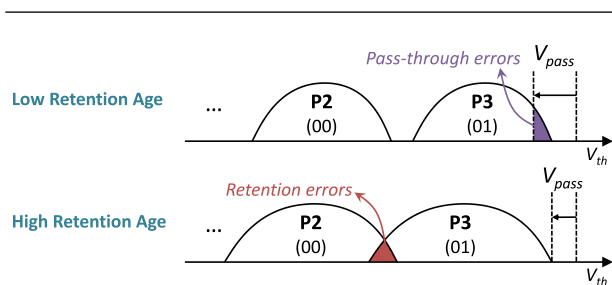 Pass-through errors
V_pass
Low Retention Age
...
P2
(00)
P3
(01)
V_th
Retention errors
V_pass
High Retention Age
...
P2
(00)
P3
(01)
V_th